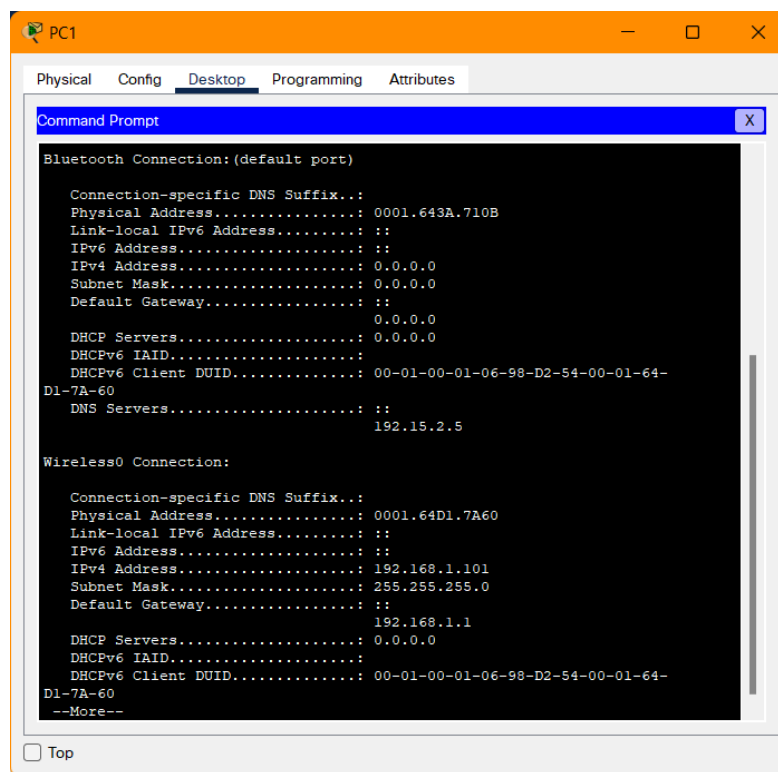 PC1
Physical Config Desktop Programming Attributes
Command Prompt
X
Bluetooth Connection:(default port)
Connection-specific DNS Suffix..:
Physical Address................: 0001.643A.710B
Link-local IPv6 Address.........: ::
IPv6 Address....................: ::
IPv4 Address....................: 0.0.0.0
Subnet Mask.....................: 0.0.0.0
Default Gateway.................: ::
0.0.0.0
DHCP Servers....................: 0.0.0.0
DHCPv6 IAID.....................:
DHCPv6 Client DUID..............: 00-01-00-01-06-98-D2-54-00-01-64-
D1-7A-60
DNS Servers.....................: ::
192.15.2.5
Wireless0 Connection:
Connection-specific DNS Suffix..:
Physical Address................: 0001.64D1.7A60
Link-local IPv6 Address.........: ::
IPv6 Address....................: ::
IPv4 Address....................: 192.168.1.101
Subnet Mask.....................: 255.255.255.0
Default Gateway.................: ::
192.168.1.1
DHCP Servers....................: 0.0.0.0
DHCPv6 IAID.....................:
DHCPv6 Client DUID..............: 00-01-00-01-06-98-D2-54-00-01-64-
D1-7A-60
--More--
Top